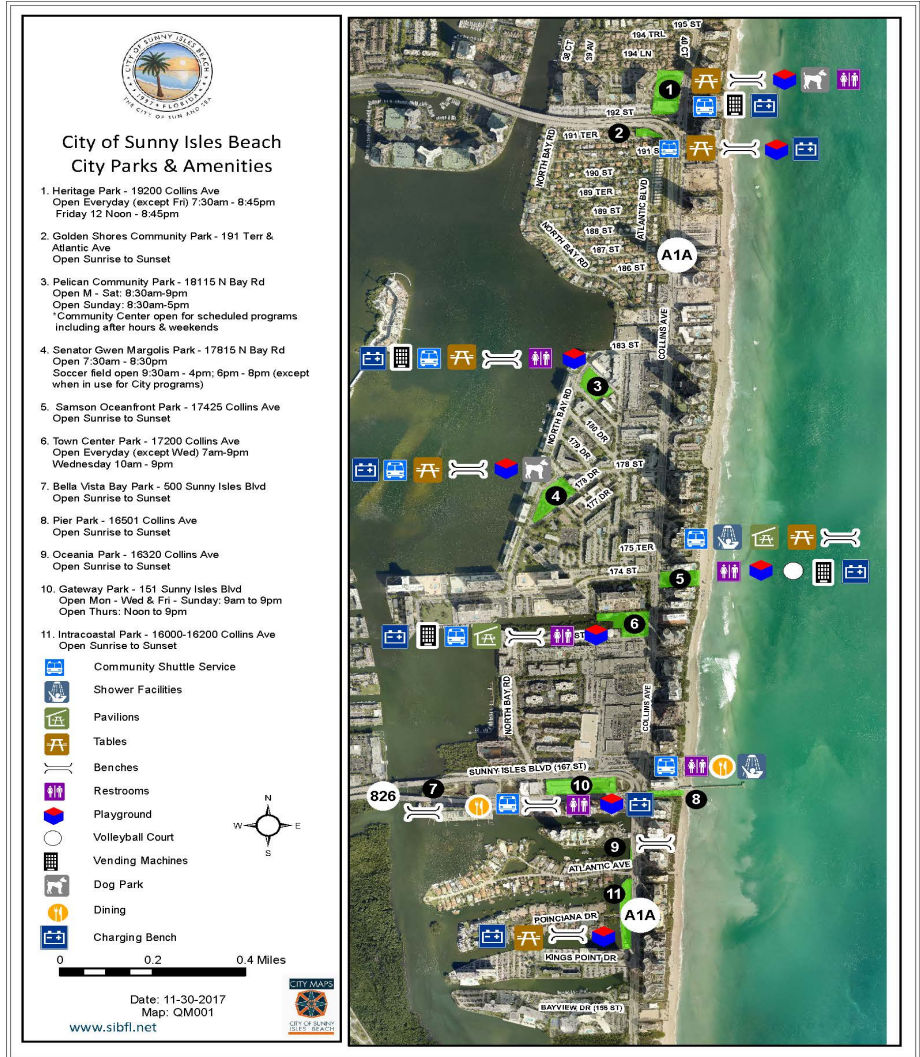 CITY OF SUNNY ISLES BEACH
1997 • FLORIDA
THE CITY OF SUN AND SEA
City of Sunny Isles Beach
City Parks & Amenities
1. Heritage Park - 19200 Collins Ave
Open Everyday (except Fri) 7:30am - 8:45pm
Friday 12 Noon - 8:45pm
2. Golden Shores Community Park - 191 Terr &
Atlantic Ave
Open Sunrise to Sunset
3. Pelican Community Park - 18115 N Bay Rd
Open M - Sat: 8:30am-9pm
Open Sunday: 8:30am-5pm
*Community Center open for scheduled programs
including after hours & weekends
4. Senator Gwen Margolis Park - 17815 N Bay Rd
Open 7:30am - 8:30pm
Soccer field open 9:30am - 4pm; 6pm - 8pm (except
when in use for City programs)
5. Samson Oceanfront Park - 17425 Collins Ave
Open Sunrise to Sunset
6. Town Center Park - 17200 Collins Ave
Open Everyday (except Wed) 7am-9pm
Wednesday 10am - 9pm
7. Bella Vista Bay Park - 500 Sunny Isles Blvd
Open Sunrise to Sunset
8. Pier Park - 16501 Collins Ave
Open Sunrise to Sunset
9. Oceania Park - 16320 Collins Ave
Open Sunrise to Sunset
10. Gateway Park - 151 Sunny Isles Blvd
Open Mon - Wed & Fri - Sunday: 9am to 9pm
Open Thurs: Noon to 9pm
11. Intracoastal Park - 16000-16200 Collins Ave
Open Sunrise to Sunset
Community Shuttle Service
Shower Facilities
Pavilions
Tables
Benches
Restrooms
Playground
Volleyball Court
Vending Machines
Dog Park
Dining
Charging Bench
N
W
E
S
0 0.2 0.4 Miles
Date: 11-30-2017
Map: QM001
www.sibfl.net
CITY MAPS
CITY OF SUNNY
ISLES BEACH
195 ST
194 TRL
38 CT
39 AV
194 LN
40 CT
1
192 ST
2
191 TER
191 S
NORTH BAY RD
190 ST
189 TER
ATLANTIC BLVD
189 ST
188 ST
NORTH BAY RD
187 ST
A1A
186 ST
COLLINS AVE
183 ST
3
NORTH BAY RD
180 DR
179 DR
178 ST
178 DR
4
177 DR
175 TER
174 ST
5
6
ST
NORTH BAY RD
COLLINS AVE
SUNNY ISLES BLVD (167 ST)
10
826
7
8
9
ATLANTIC AVE
11
POINCIANA DR
A1A
KINGS POINT DR
BAYVIEW DR (155 ST)